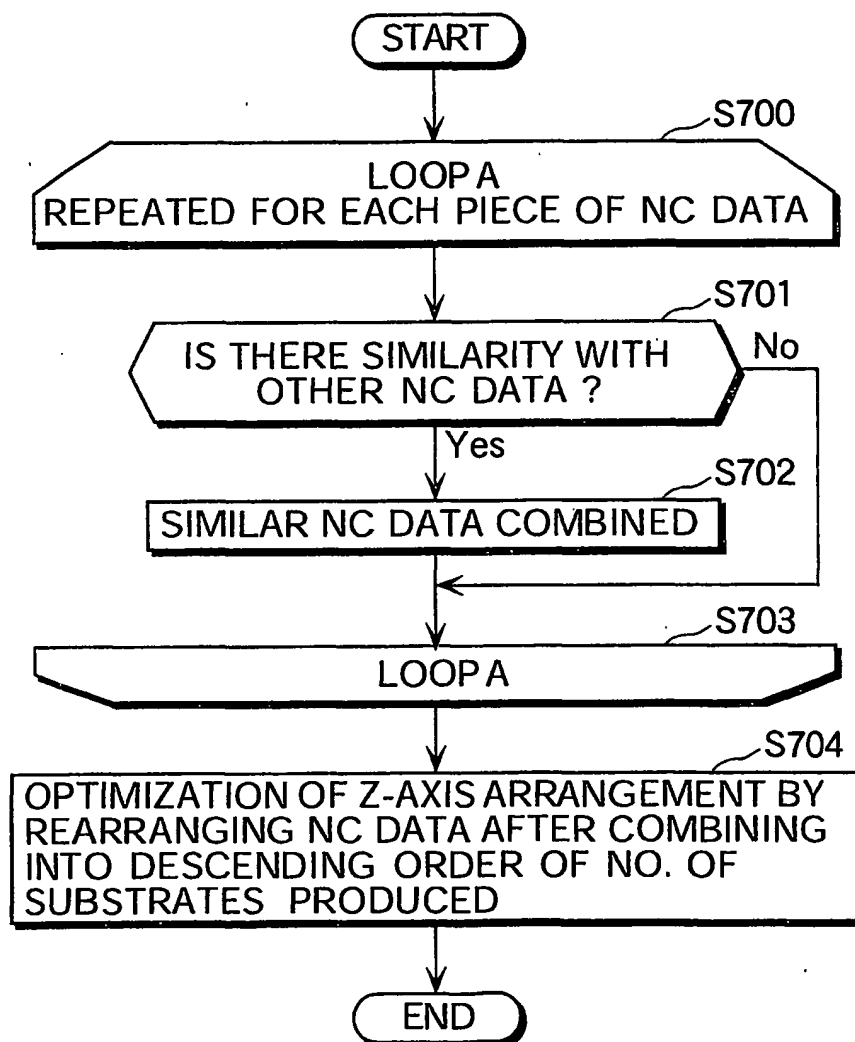 START
S700
LOOP A
REPEATED FOR EACH PIECE OF NC DATA
S701
IS THERE SIMILARITY WITH
OTHER NC DATA ?
No
Yes
S702
SIMILAR NC DATA COMBINED
S703
LOOP A
S704
OPTIMIZATION OF Z-AXIS ARRANGEMENT BY
REARRANGING NC DATA AFTER COMBINING
INTO DESCENDING ORDER OF NO. OF
SUBSTRATES PRODUCED
END